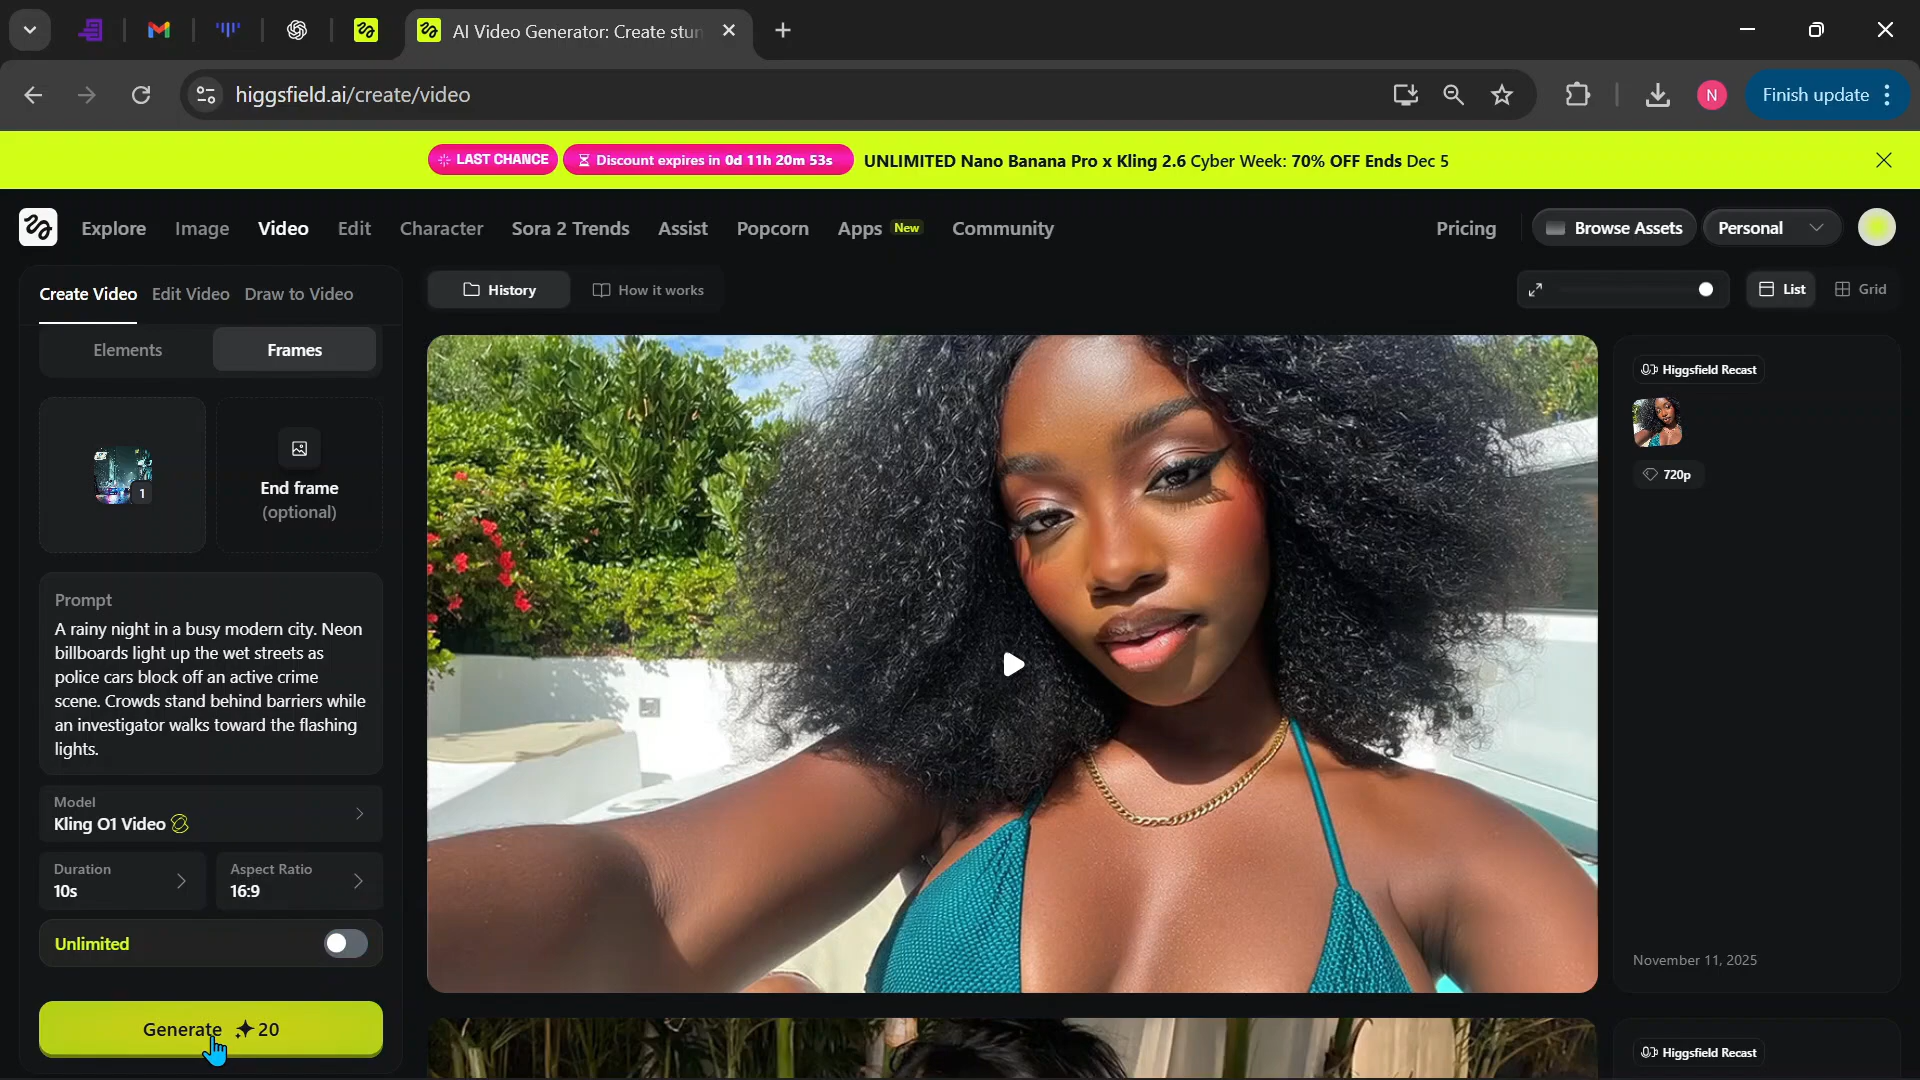 AI Video Generator: Create stun
higgsfield.ai/create/video
N
Finish update
LAST CHANCE
Discount expires in 0d 11h 20m 53s
UNLIMITED Nano Banana Pro x Kling 2.6 Cyber Week: 70% OFF Ends Dec 5
Explore
Image
Video
Edit
Character
Sora 2 Trends
Assist
Popcorn
Apps New
Community
Pricing
Browse Assets
Personal
Create Video
Edit Video
Draw to Video
History
How it works
List
Grid
Elements
Frames
1
End frame
(optional)
Prompt
A rainy night in a busy modern city. Neon
billboards light up the wet streets as
police cars block off an active crime
scene. Crowds stand behind barriers while
an investigator walks toward the flashing
lights.
Model
Kling O1 Video
Duration
10s
Aspect Ratio
16:9
Unlimited
Generate 20
Higgsfield Recast
720p
November 11, 2025
Higgsfield Recast